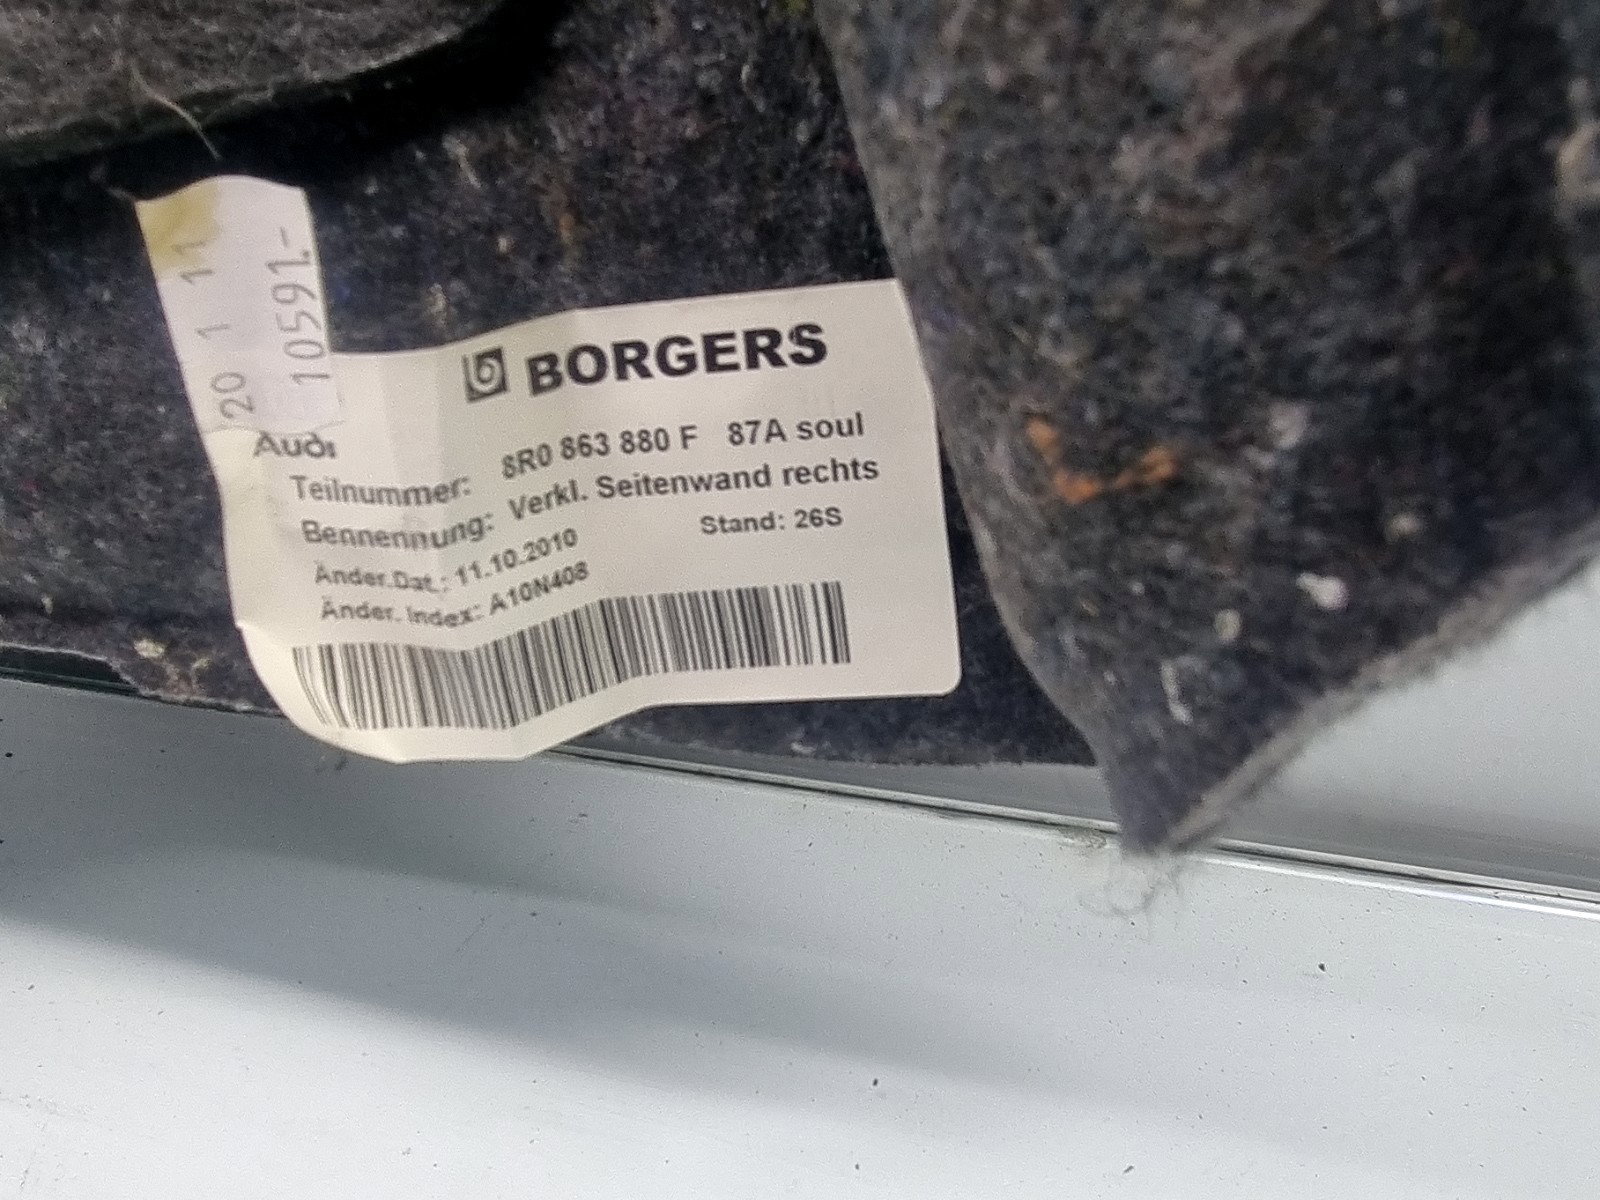 20 1 11
10591.-
BORGERS
Audi
Teilnummer: 8R0 863 880 F 87A soul
Bennennung: Verkl. Seitenwand rechts
Änder.Dat.: 11.10.2010 Stand: 26S
Änder. Index: A10N408